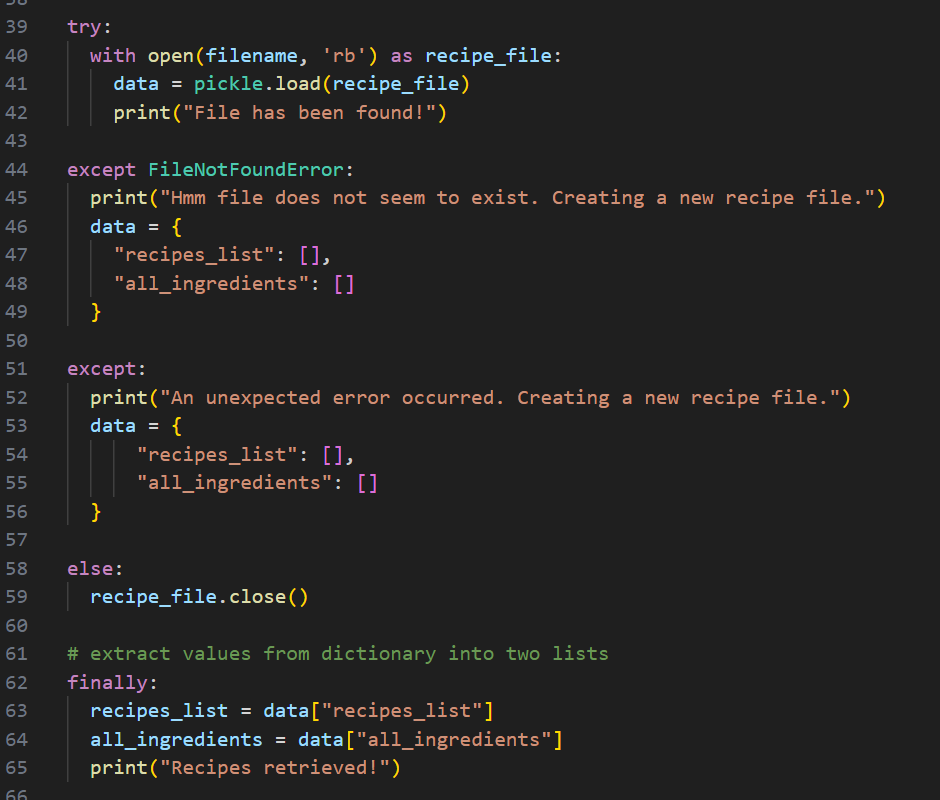 38
39 try:
40   with open(filename, 'rb') as recipe_file:
41     data = pickle.load(recipe_file)
42     print("File has been found!")
43
44 except FileNotFoundError:
45   print("Hmm file does not seem to exist. Creating a new recipe file.")
46   data = {
47     "recipes_list": [],
48     "all_ingredients": []
49   }
50
51 except:
52   print("An unexpected error occurred. Creating a new recipe file.")
53   data = {
54       "recipes_list": [],
55       "all_ingredients": []
56   }
57
58 else:
59   recipe_file.close()
60
61 # extract values from dictionary into two lists
62 finally:
63   recipes_list = data["recipes_list"]
64   all_ingredients = data["all_ingredients"]
65   print("Recipes retrieved!")
66